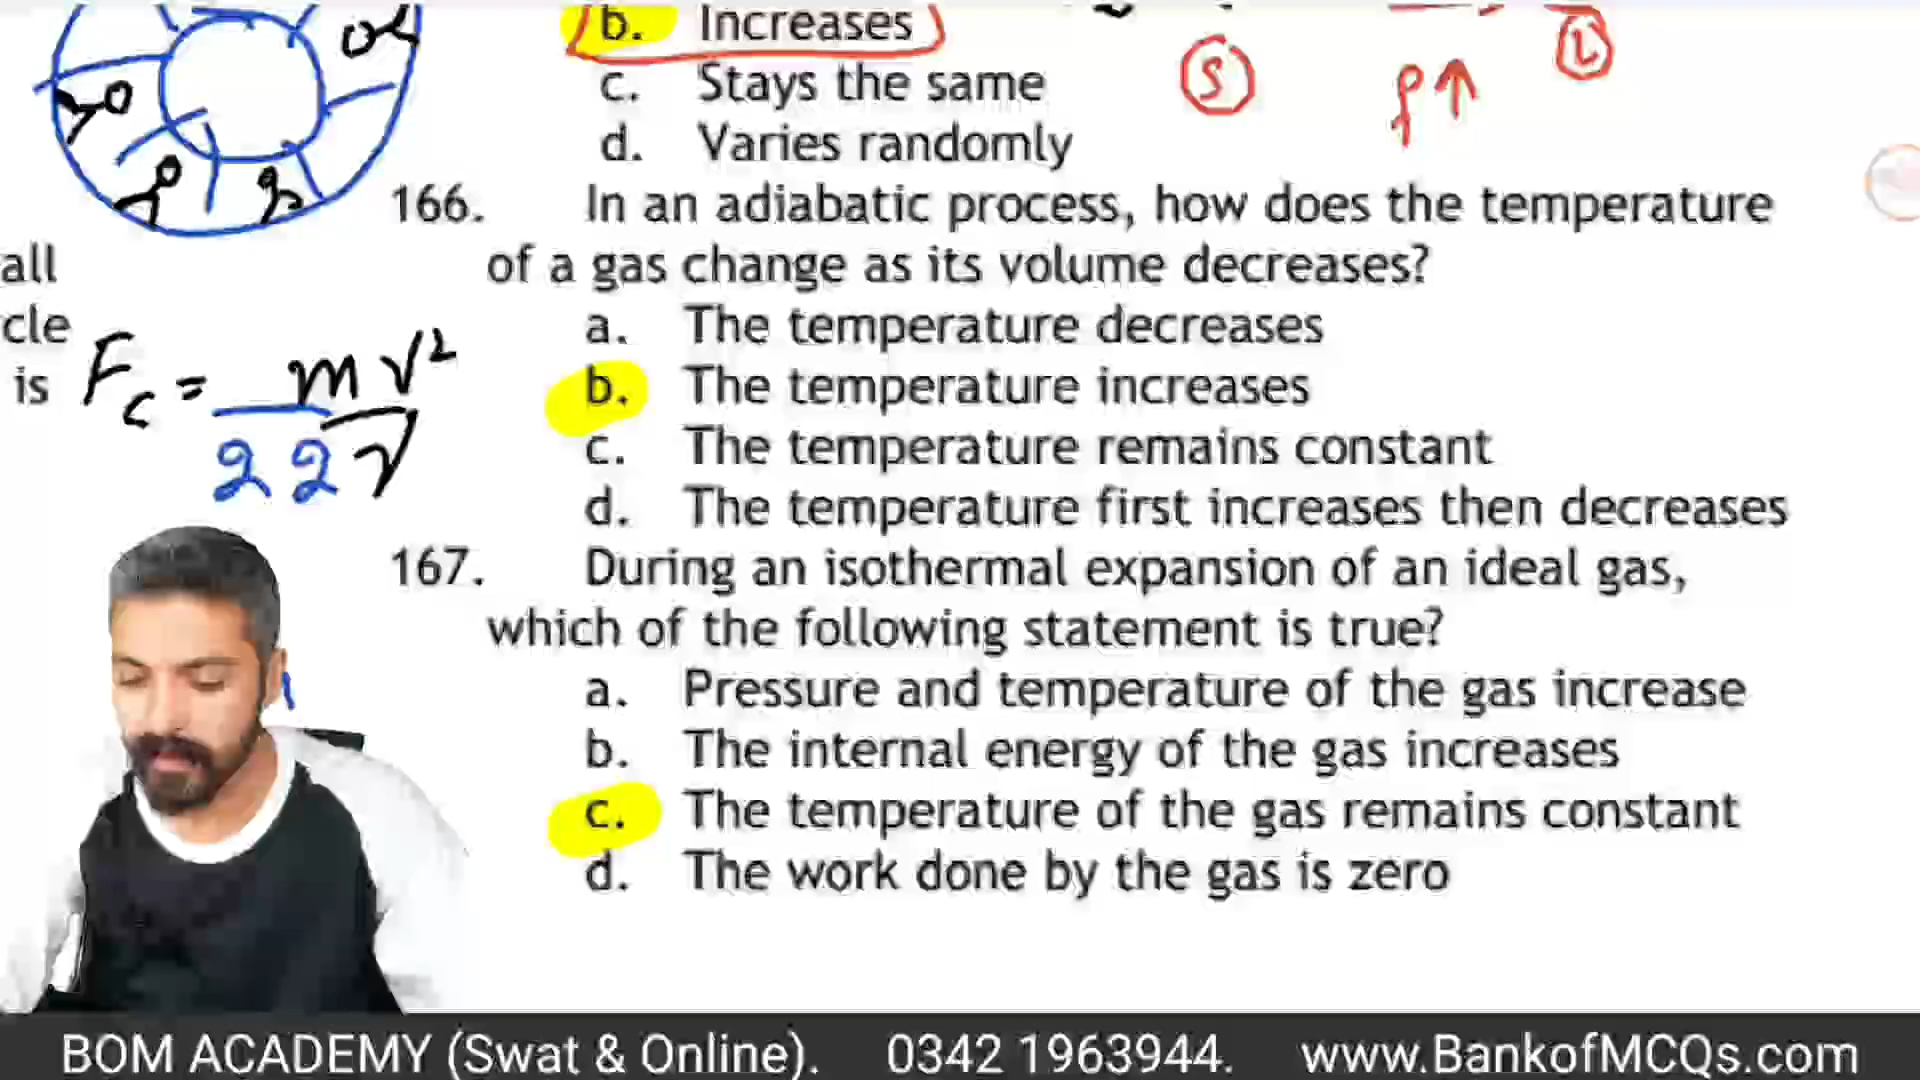 b. Increases
c. Stays the same
d. Varies randomly
S
ρ↑
L
166. In an adiabatic process, how does the temperature
of a gas change as its volume decreases?
a. The temperature decreases
b. The temperature increases
c. The temperature remains constant
d. The temperature first increases then decreases
167. During an isothermal expansion of an ideal gas,
which of the following statement is true?
a. Pressure and temperature of the gas increase
b. The internal energy of the gas increases
c. The temperature of the gas remains constant
d. The work done by the gas is zero
all
cle
is
Fc = mv²
22r
BOM ACADEMY (Swat & Online). 0342 1963944. www.BankofMCQs.com